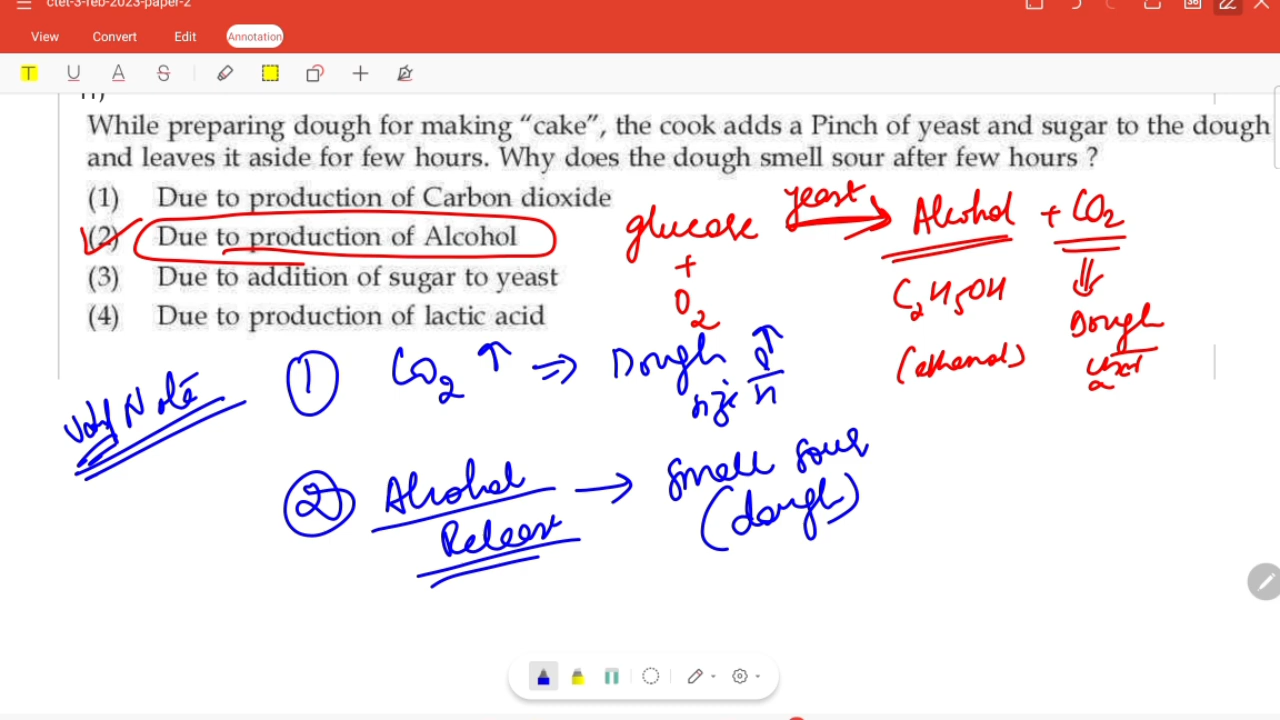 ctet-3-feb-2023-paper-2
View Convert Edit Annotation
While preparing dough for making “cake”, the cook adds a Pinch of yeast and sugar to the dough
and leaves it aside for few hours. Why does the dough smell sour after few hours ?
(1) Due to production of Carbon dioxide
(2) Due to production of Alcohol
(3) Due to addition of sugar to yeast
(4) Due to production of lactic acid
glucose + O2 yeast Alcohol + CO2
C2H5OH
(ethanol)
Dough
Note
① CO2 ↑ ⇒ Dough size ↑
② Alcohol Release → Smell sour
(dough)